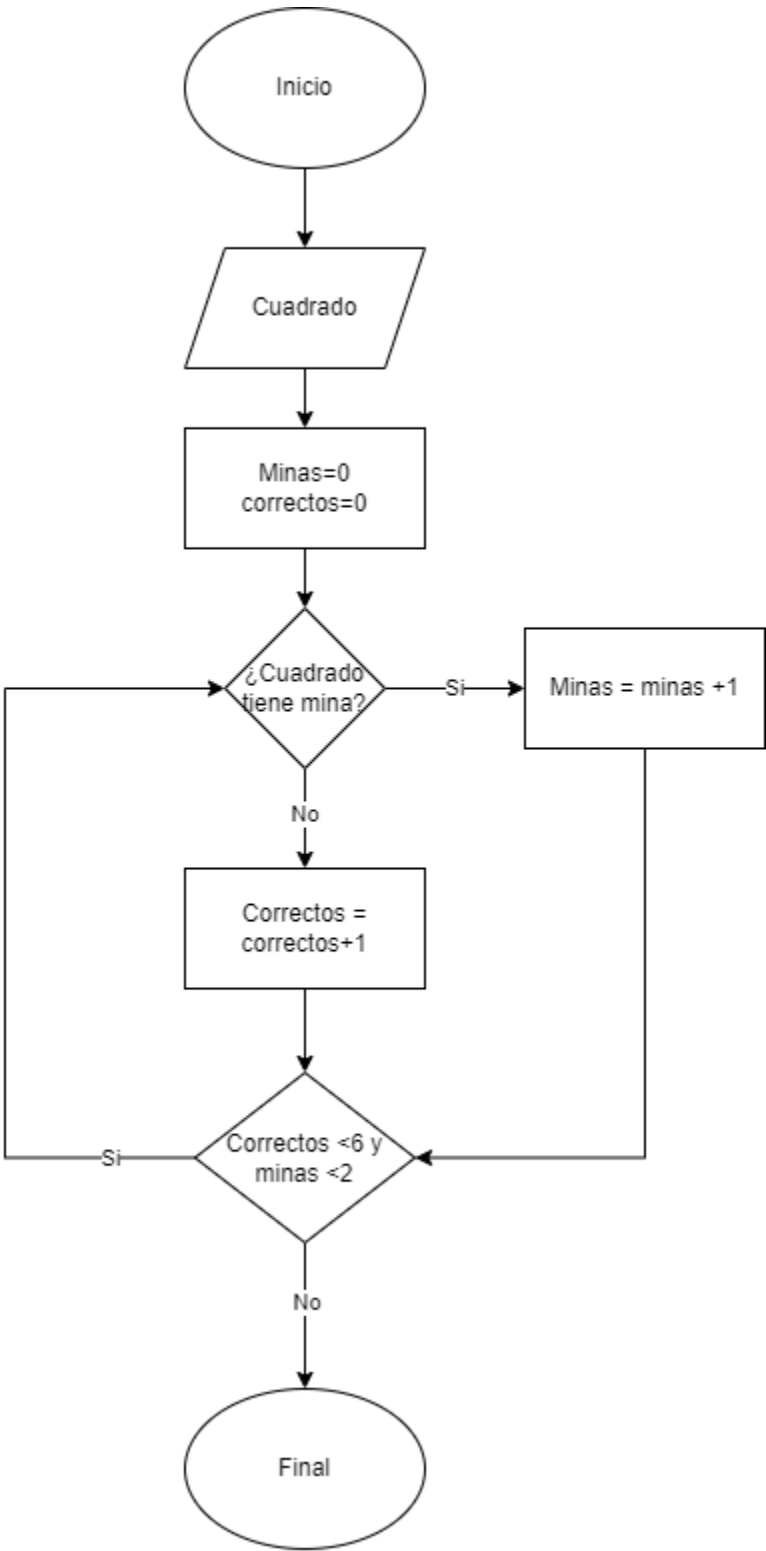 Inicio
Cuadrado
Minas=0
correctos=0
¿Cuadrado
tiene mina?
Si
Minas = minas +1
No
Correctos =
correctos+1
Correctos <6 y
minas <2
Si
No
Final